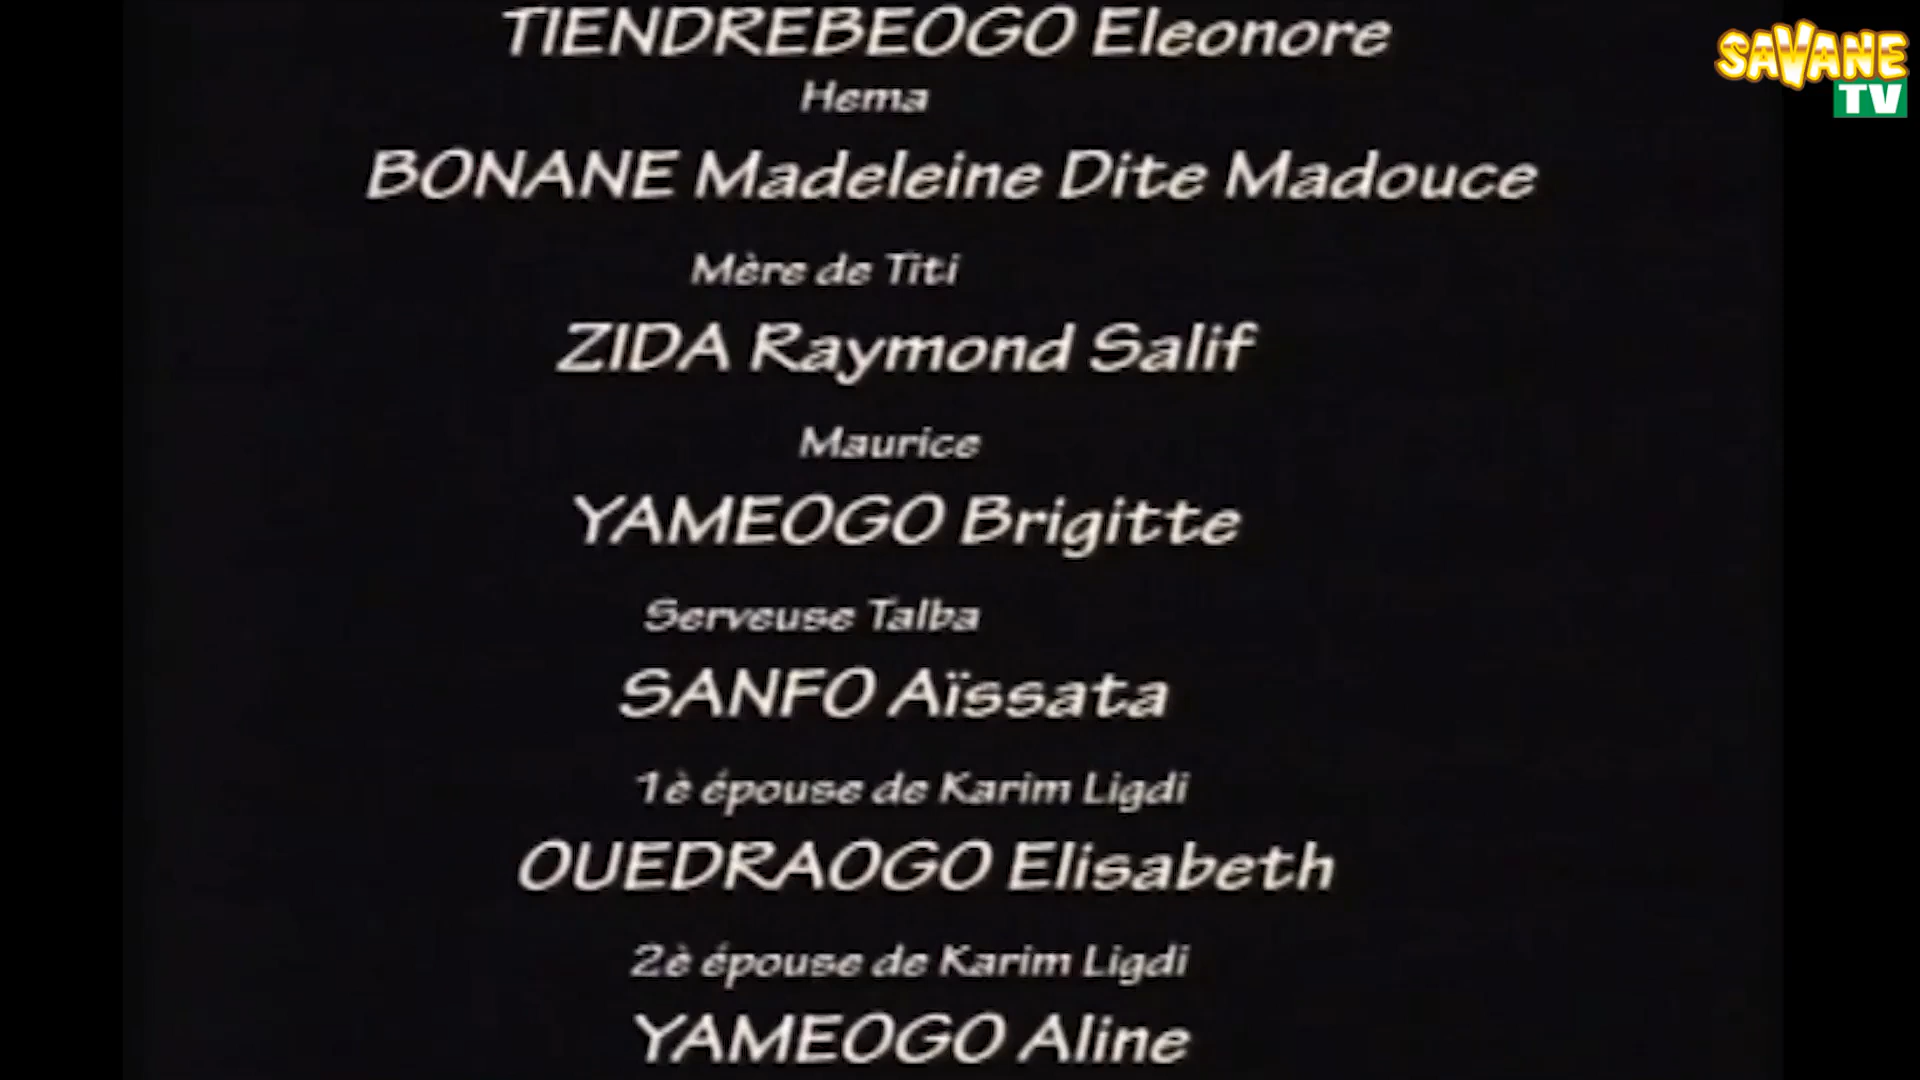 TIENDREBEOGO Eleonore
SAVANE
TV
Hema
BONANE Madeleine Dite Madouce
Mère de Titi
ZIDA Raymond Salif
Maurice
YAMEOGO Brigitte
Serveuse Talba
SANFO Aïssata
1è épouse de Karim Ligdi
OUEDRAOGO Elisabeth
2è épouse de Karim Ligdi
YAMEOGO Aline